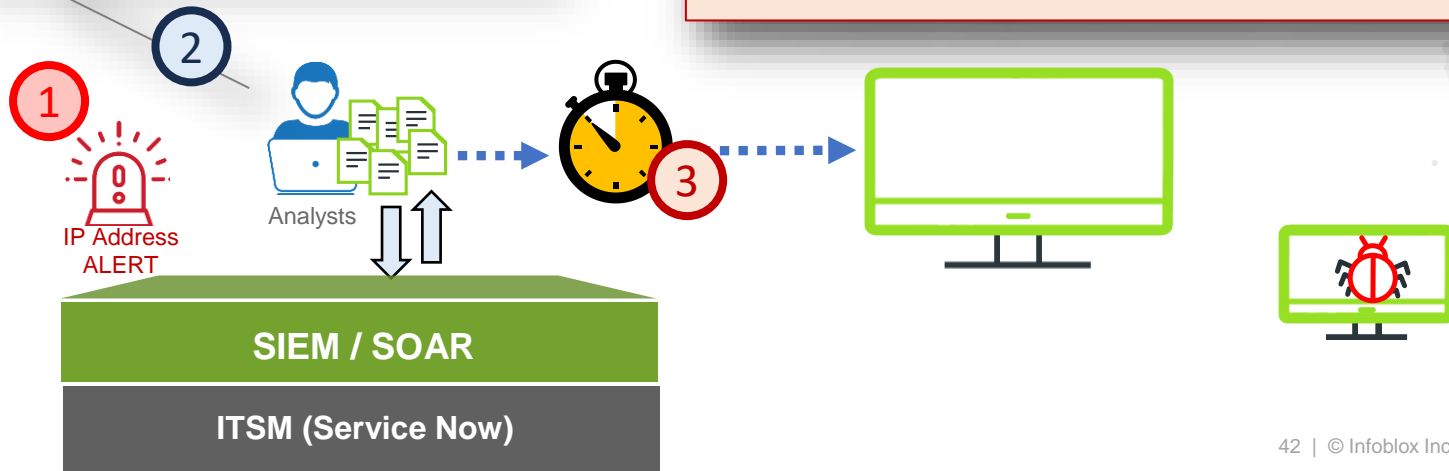 2
1
3
Analysts
IP Address
ALERT
SIEM / SOAR
ITSM (Service Now)
42 | © Infoblox Inc